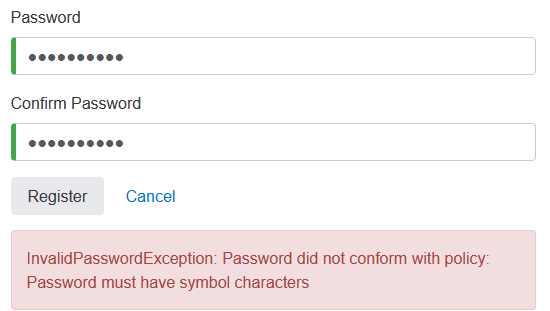 Password
●●●●●●●●●●
Confirm Password
●●●●●●●●●●
Register Cancel
InvalidPasswordException: Password did not conform with policy:
Password must have symbol characters